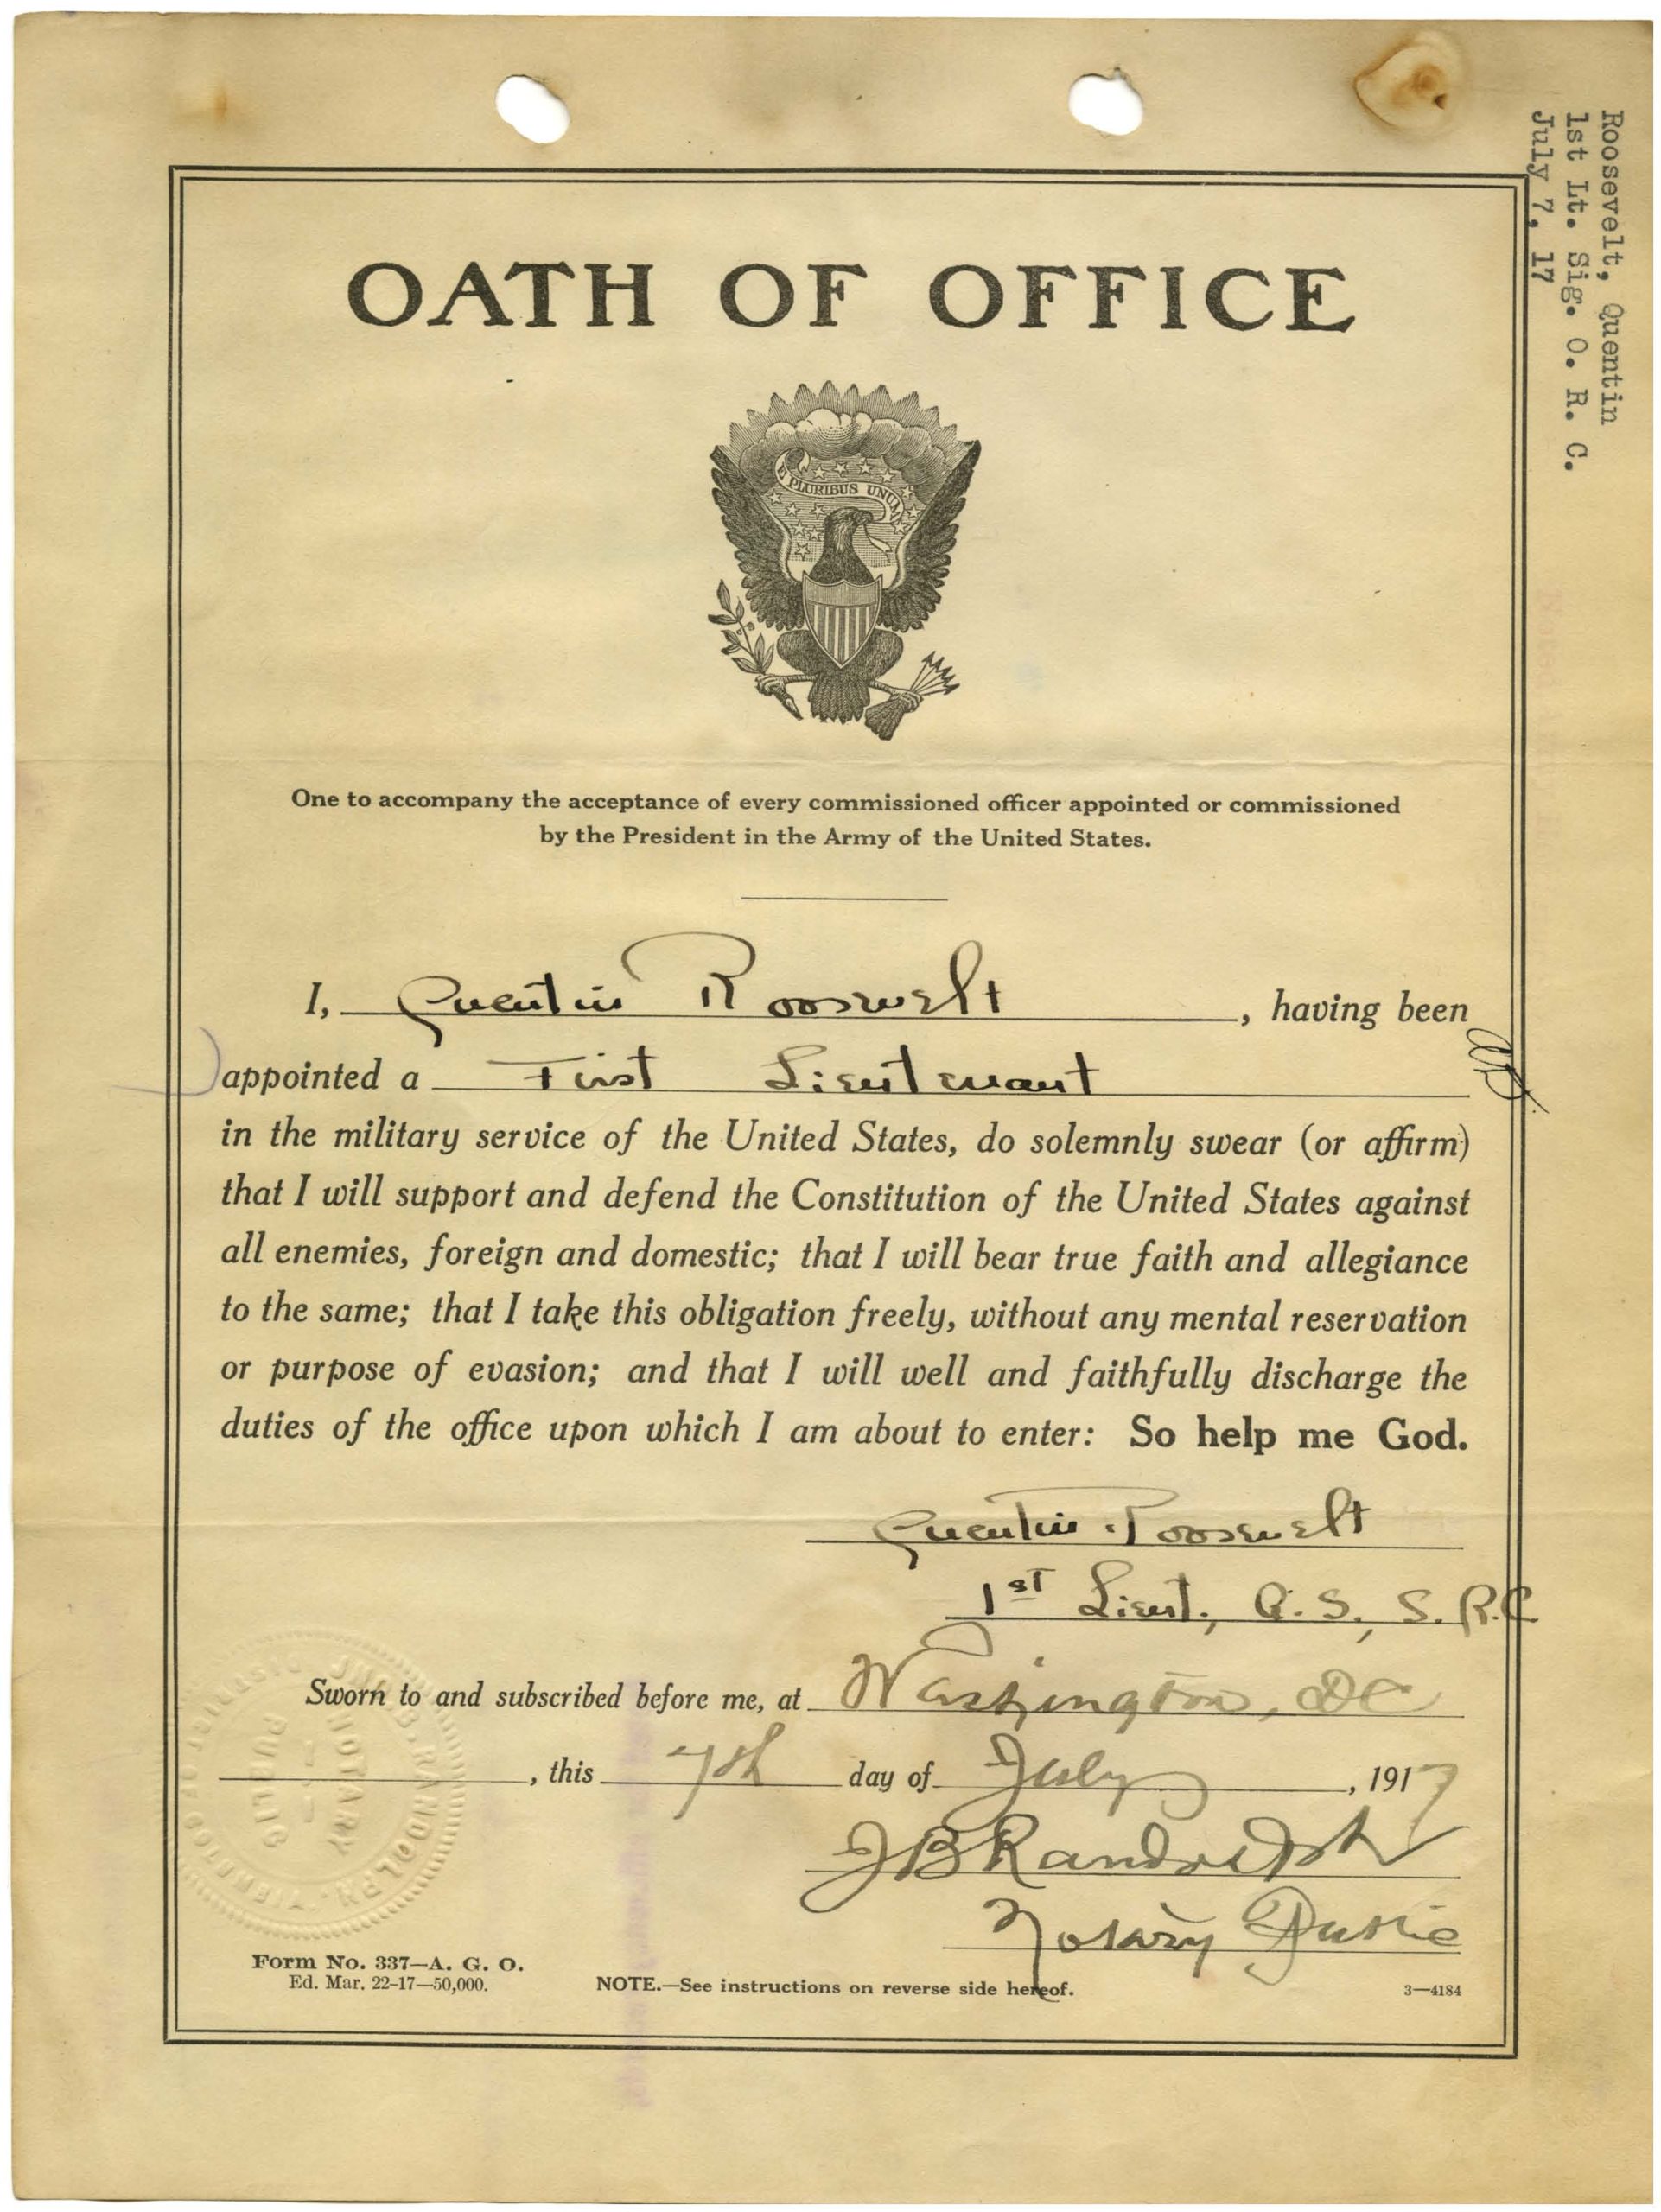 Roosevelt, Quentin
1st Lt. Sig. O. R. C.
July 7, 17
OATH OF OFFICE
E PLURIBUS UNUM
One to accompany the acceptance of every commissioned officer appointed or commissioned
by the President in the Army of the United States.
I, Quentin Roosevelt, having been
appointed a First Lieutenant
in the military service of the United States, do solemnly swear (or affirm)
that I will support and defend the Constitution of the United States against
all enemies, foreign and domestic; that I will bear true faith and allegiance
to the same; that I take this obligation freely, without any mental reservation
or purpose of evasion; and that I will well and faithfully discharge the
duties of the office upon which I am about to enter: So help me God.
Quentin Roosevelt
1st Lieut., A. S., S. R. C.
Sworn to and subscribed before me, at Washington, DC
, this 7th day of July, 1917
JBRandolph
Notary Public
JNO. B. RANDOLPH.
NOTARY
PUBLIC
Form No. 337—A. G. O.
Ed. Mar. 22-17—50,000.
NOTE.—See instructions on reverse side hereof.
3—4184